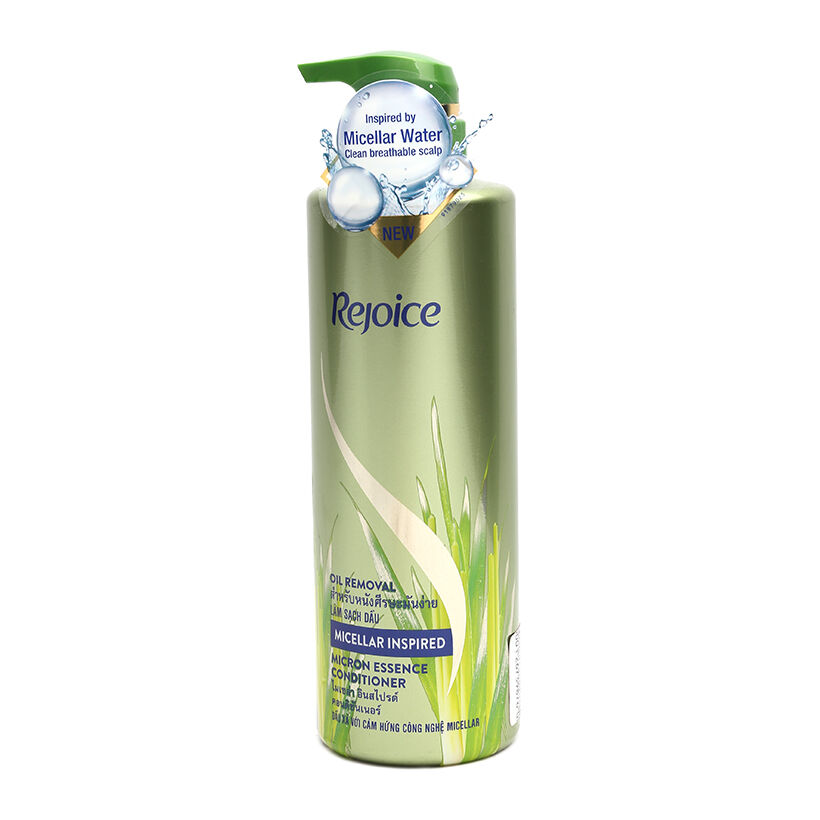 Inspired by
Micellar Water
Clean breathable scalp
NEW
Rejoice
OIL REMOVAL
สำหรับหนังศีรษะมันง่าย
LÀM SẠCH DẦU
MICELLAR INSPIRED
MICRON ESSENCE
CONDITIONER
ไมเซล่า อินสไปรด์
คอนดิชันเนอร์
DẦU XẢ VỚI CẢM HỨNG CÔNG NGHỆ MICELLAR